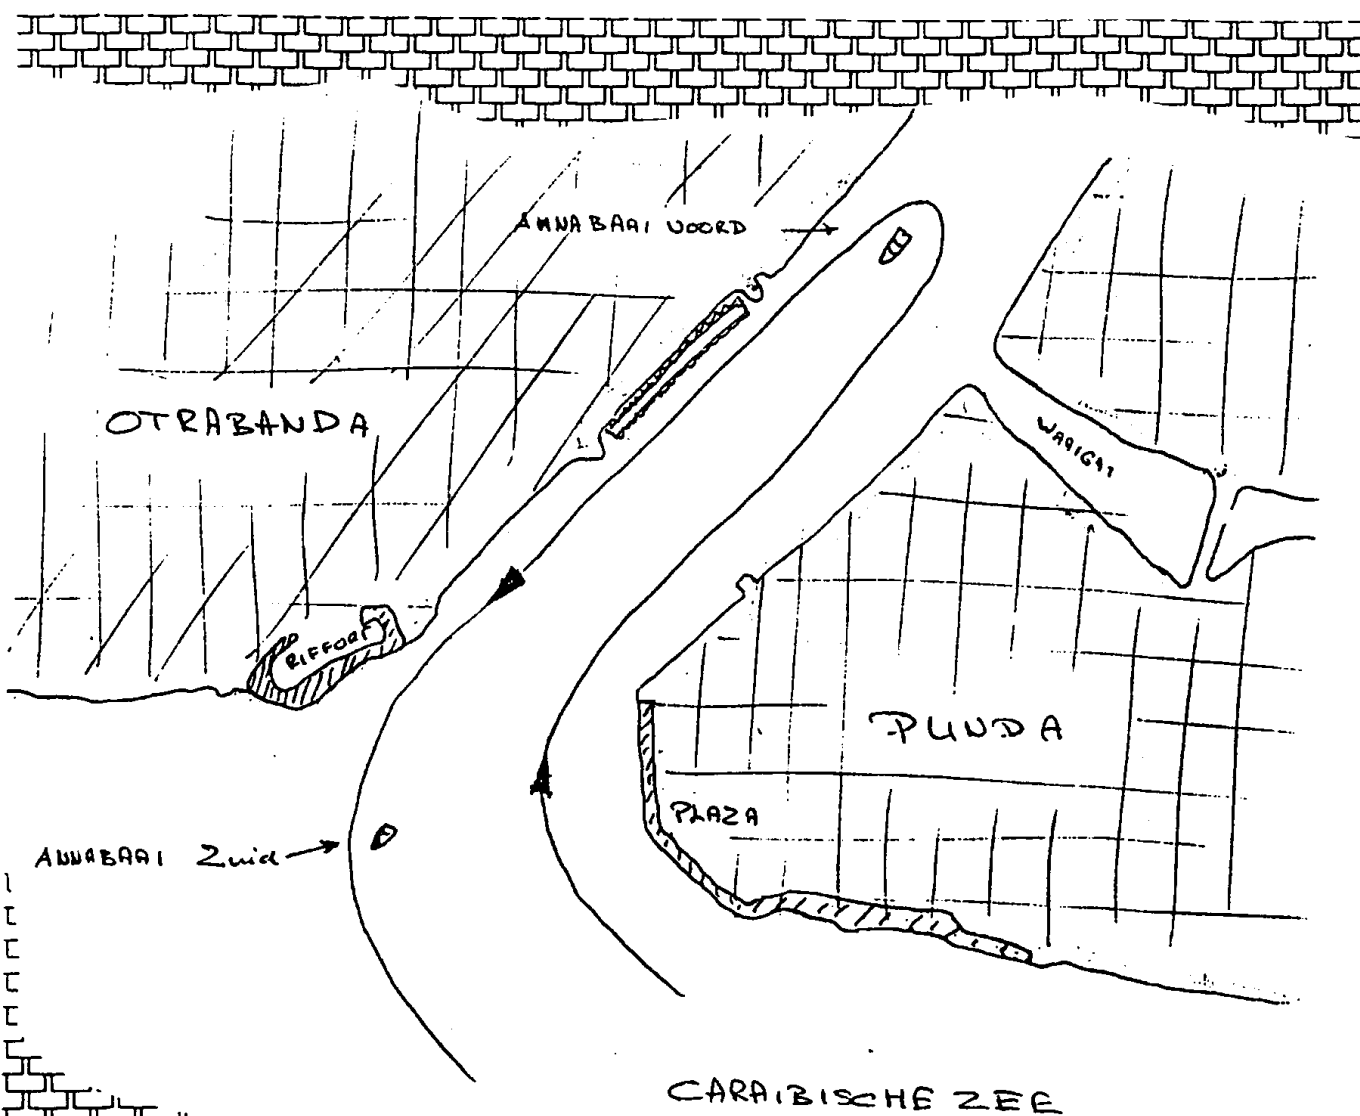 ANNABAAI NOORD
OTRABANDA
WAAIGAT
RIFFORT
PUNDA
PLAZA
ANNABAAI Zuid
CARAIBISCHE ZEE